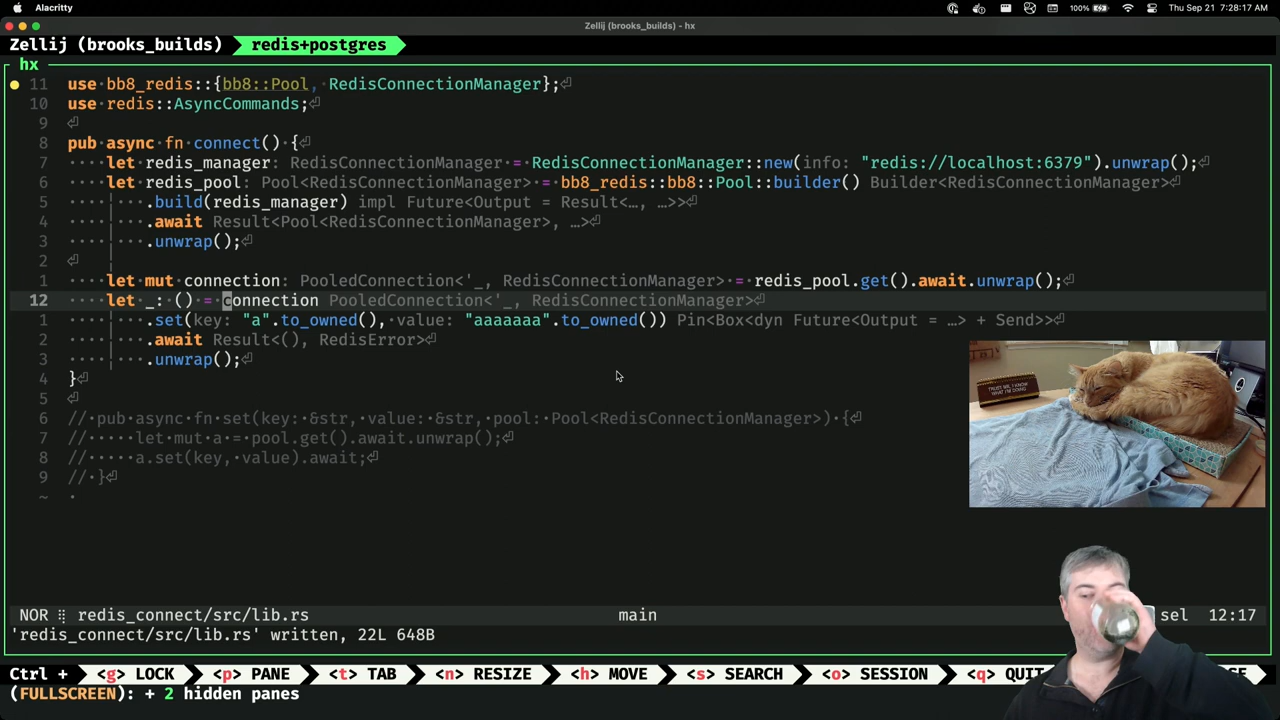 Alacritty
100%
Thu Sep 21 7:28:17 AM
Zellij (brooks_builds) - hx
Zellij (brooks_builds) redis+postgres
hx
11 use·bb8_redis::{bb8::Pool,·RedisConnectionManager};⏎
10 use·redis::AsyncCommands;⏎
9 ⏎
8 pub·async·fn·connect()·{⏎
7 ····let·redis_manager: RedisConnectionManager·=·RedisConnectionManager::new(info: "redis://localhost:6379").unwrap();⏎
6 ····let·redis_pool: Pool<RedisConnectionManager>·=·bb8_redis::bb8::Pool::builder() Builder<RedisConnectionManager>⏎
5 ····¦···.build(redis_manager) impl Future<Output = Result<…, …>>⏎
4 ····¦···.await Result<Pool<RedisConnectionManager>, …>⏎
3 ····¦···.unwrap();⏎
2 ⏎
1 ····let·mut·connection: PooledConnection<'_, RedisConnectionManager>·=·redis_pool.get().await.unwrap();⏎
12 ····let·_:·()·=·connection PooledConnection<'_, RedisConnectionManager>⏎
1 ····¦···.set(key: "a".to_owned(),·value: "aaaaaaa".to_owned()) Pin<Box<dyn Future<Output = …> + Send>>⏎
2 ····¦···.await Result<(), RedisError>⏎
3 ····¦···.unwrap();⏎
4 }⏎
5 ⏎
6 //·pub·async·fn·set(key:·&str,·value:·&str,·pool:·Pool<RedisConnectionManager>)·{⏎
7 //·····let·mut·a·=·pool.get().await.unwrap();⏎
8 //·····a.set(key,·value).await;⏎
9 //·}⏎
~ ·
NOR ⣾ redis_connect/src/lib.rs main sel 12:17
'redis_connect/src/lib.rs' written, 22L 648B
Ctrl + <g> LOCK <p> PANE <t> TAB <n> RESIZE <h> MOVE <s> SEARCH <o> SESSION <q> QUIT
(FULLSCREEN): + 2 hidden panes